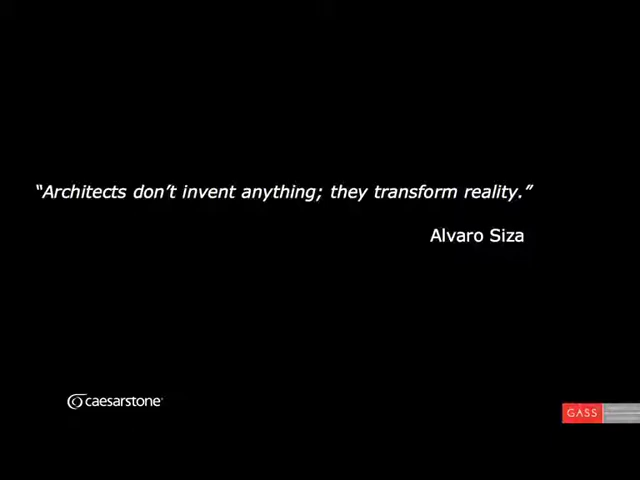 “Architects don’t invent anything; they transform reality.”
Alvaro Siza
caesarstone
GASS